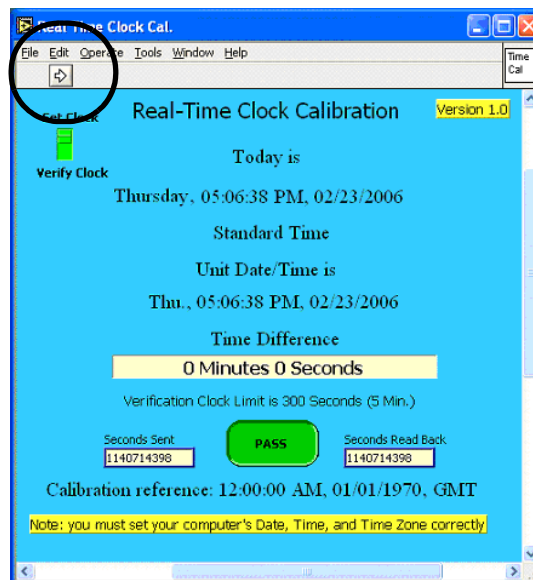 Real-Time Clock Cal.
File Edit Operate Tools Window Help
Time
Cal
Real-Time Clock Calibration
Version 1.0
Set Clock
Verify Clock
Today is
Thursday, 05:06:38 PM, 02/23/2006
Standard Time
Unit Date/Time is
Thu., 05:06:38 PM, 02/23/2006
Time Difference
0 Minutes 0 Seconds
Verification Clock Limit is 300 Seconds (5 Min.)
Seconds Sent
1140714398
PASS
Seconds Read Back
1140714398
Calibration reference: 12:00:00 AM, 01/01/1970, GMT
Note: you must set your computer's Date, Time, and Time Zone correctly